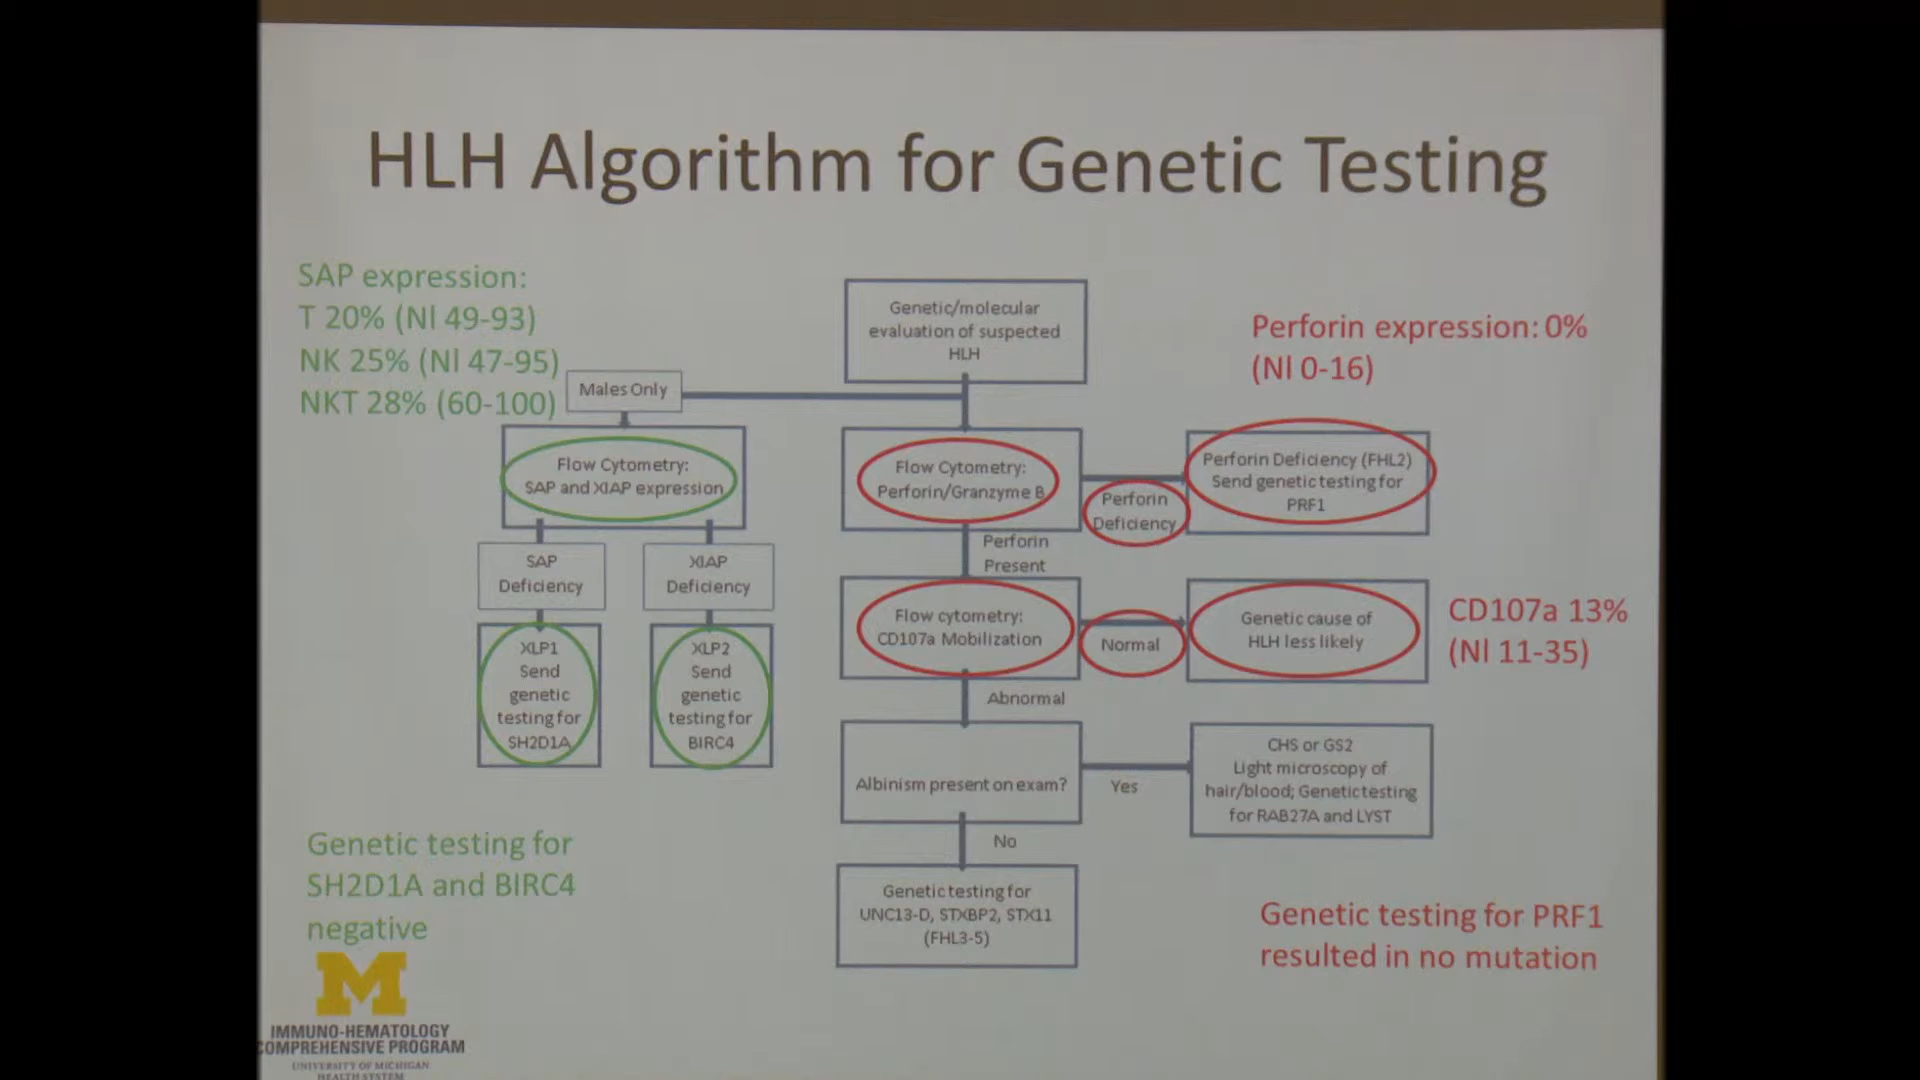 HLH Algorithm for Genetic Testing
SAP expression:
T 20% (Nl 49-93)
NK 25% (Nl 47-95)
NKT 28% (60-100)
Genetic/molecular
evaluation of suspected
HLH
Perforin expression: 0%
(Nl 0-16)
Males Only
Flow Cytometry:
SAP and XIAP expression
Flow Cytometry:
Perforin/Granzyme B
Perforin
Deficiency
Perforin Deficiency (FHL2)
Send genetic testing for
PRF1
SAP
Deficiency
XIAP
Deficiency
Perforin
Present
XLP1
Send
genetic
testing for
SH2D1A
XLP2
Send
genetic
testing for
BIRC4
Flow cytometry:
CD107a Mobilization
Normal
Genetic cause of
HLH less likely
CD107a 13%
(Nl 11-35)
Abnormal
Albinism present on exam?
Yes
CHS or GS2
Light microscopy of
hair/blood; Genetic testing
for RAB27A and LYST
No
Genetic testing for
UNC13-D, STXBP2, STX11
(FHL3-5)
Genetic testing for
SH2D1A and BIRC4
negative
Genetic testing for PRF1
resulted in no mutation
M
IMMUNO-HEMATOLOGY
COMPREHENSIVE PROGRAM
UNIVERSITY OF MICHIGAN
HEALTH SYSTEM